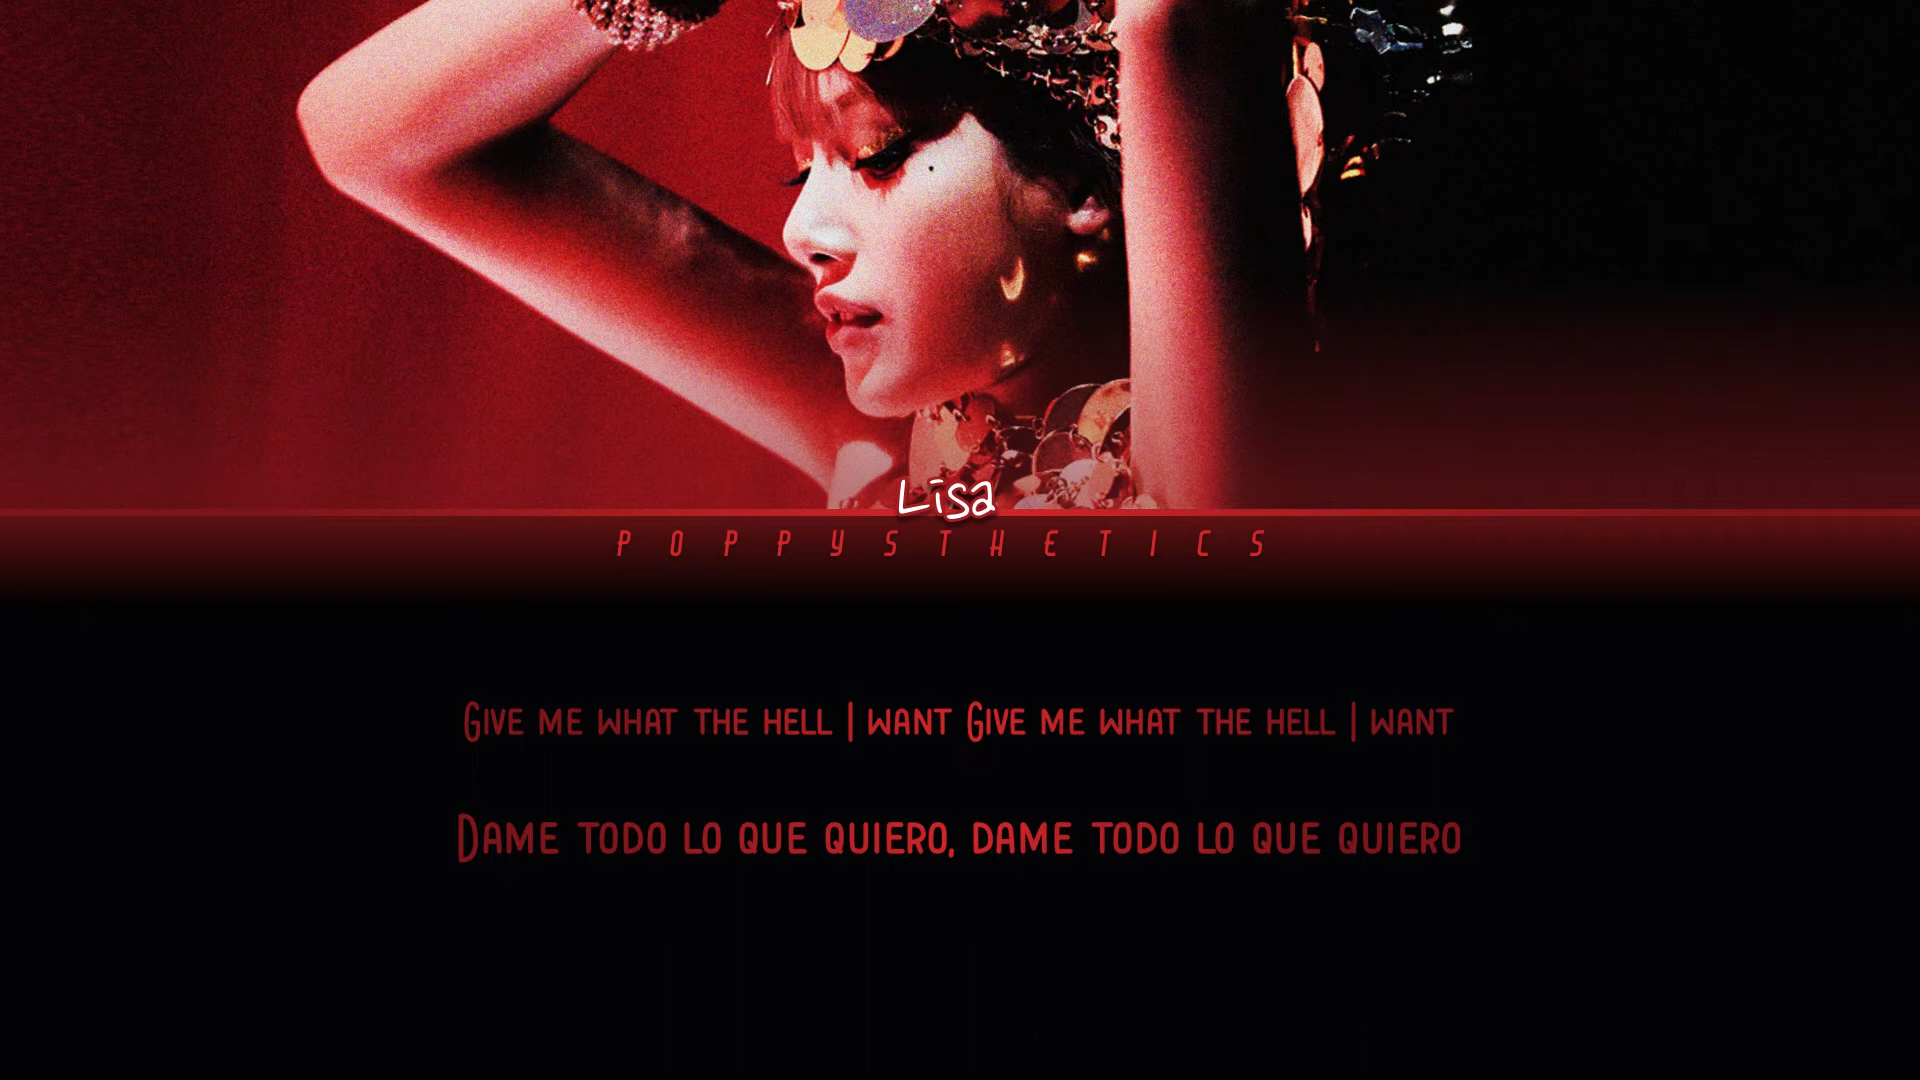 Lisa
POPPYSTHETICS
GIVE ME WHAT THE HELL I WANT GIVE ME WHAT THE HELL I WANT
DAME TODO LO QUE QUIERO, DAME TODO LO QUE QUIERO